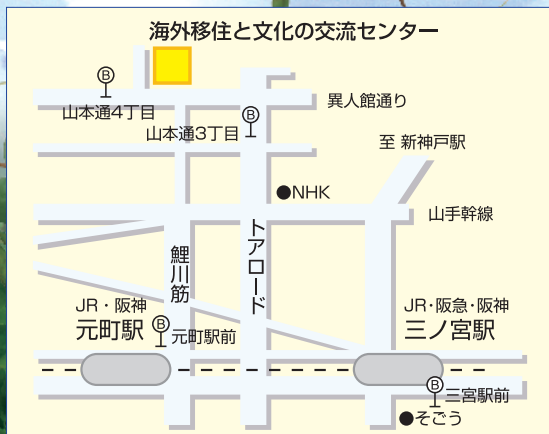 海外移住と文化の交流センター
B
山本通4丁目
異人館通り
B
山本通3丁目
至 新神戸駅
●NHK
山手幹線
トアロード
鯉川筋
JR・阪神
元町駅
B
元町駅前
JR・阪急・阪神
三ノ宮駅
B
三宮駅前
●そごう